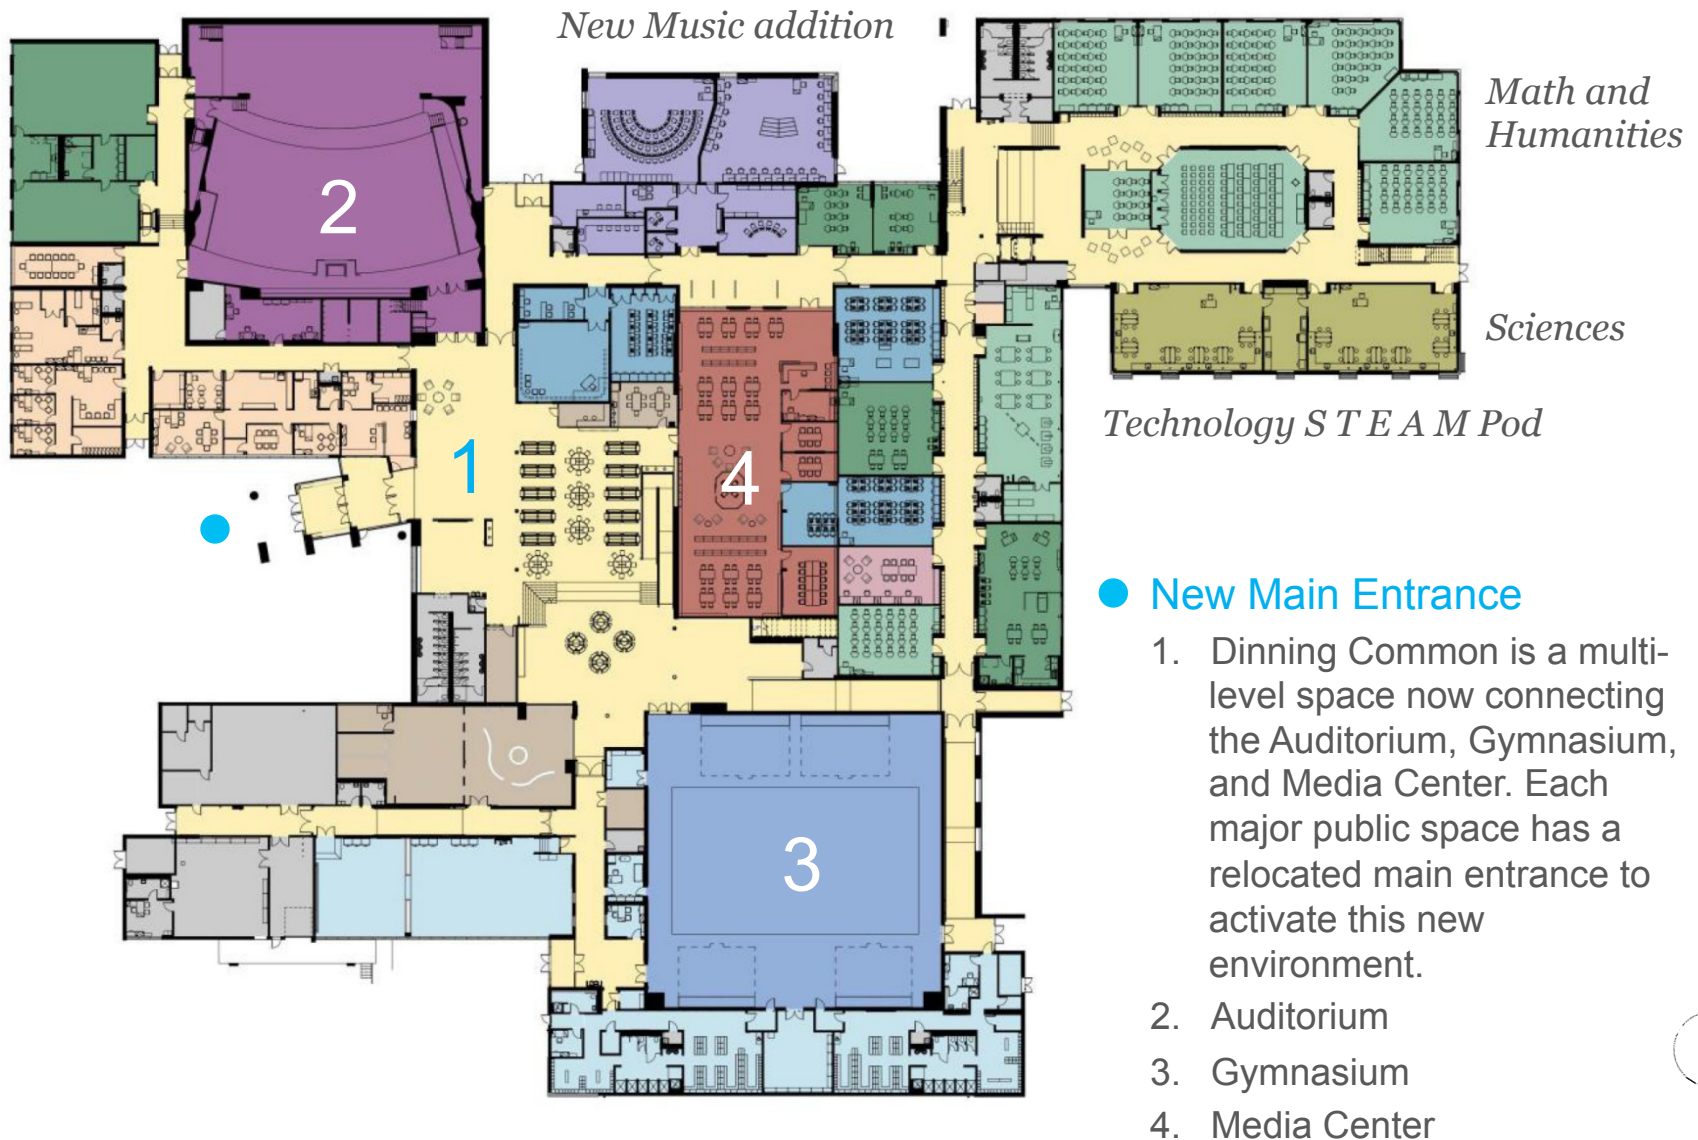 New Music addition
Math and
Humanities
2
Sciences
Technology S T E A M Pod
1
4
New Main Entrance
1. Dinning Common is a multi-
level space now connecting
the Auditorium, Gymnasium,
and Media Center. Each
major public space has a
relocated main entrance to
activate this new
environment.
3
2. Auditorium
3. Gymnasium
4. Media Center